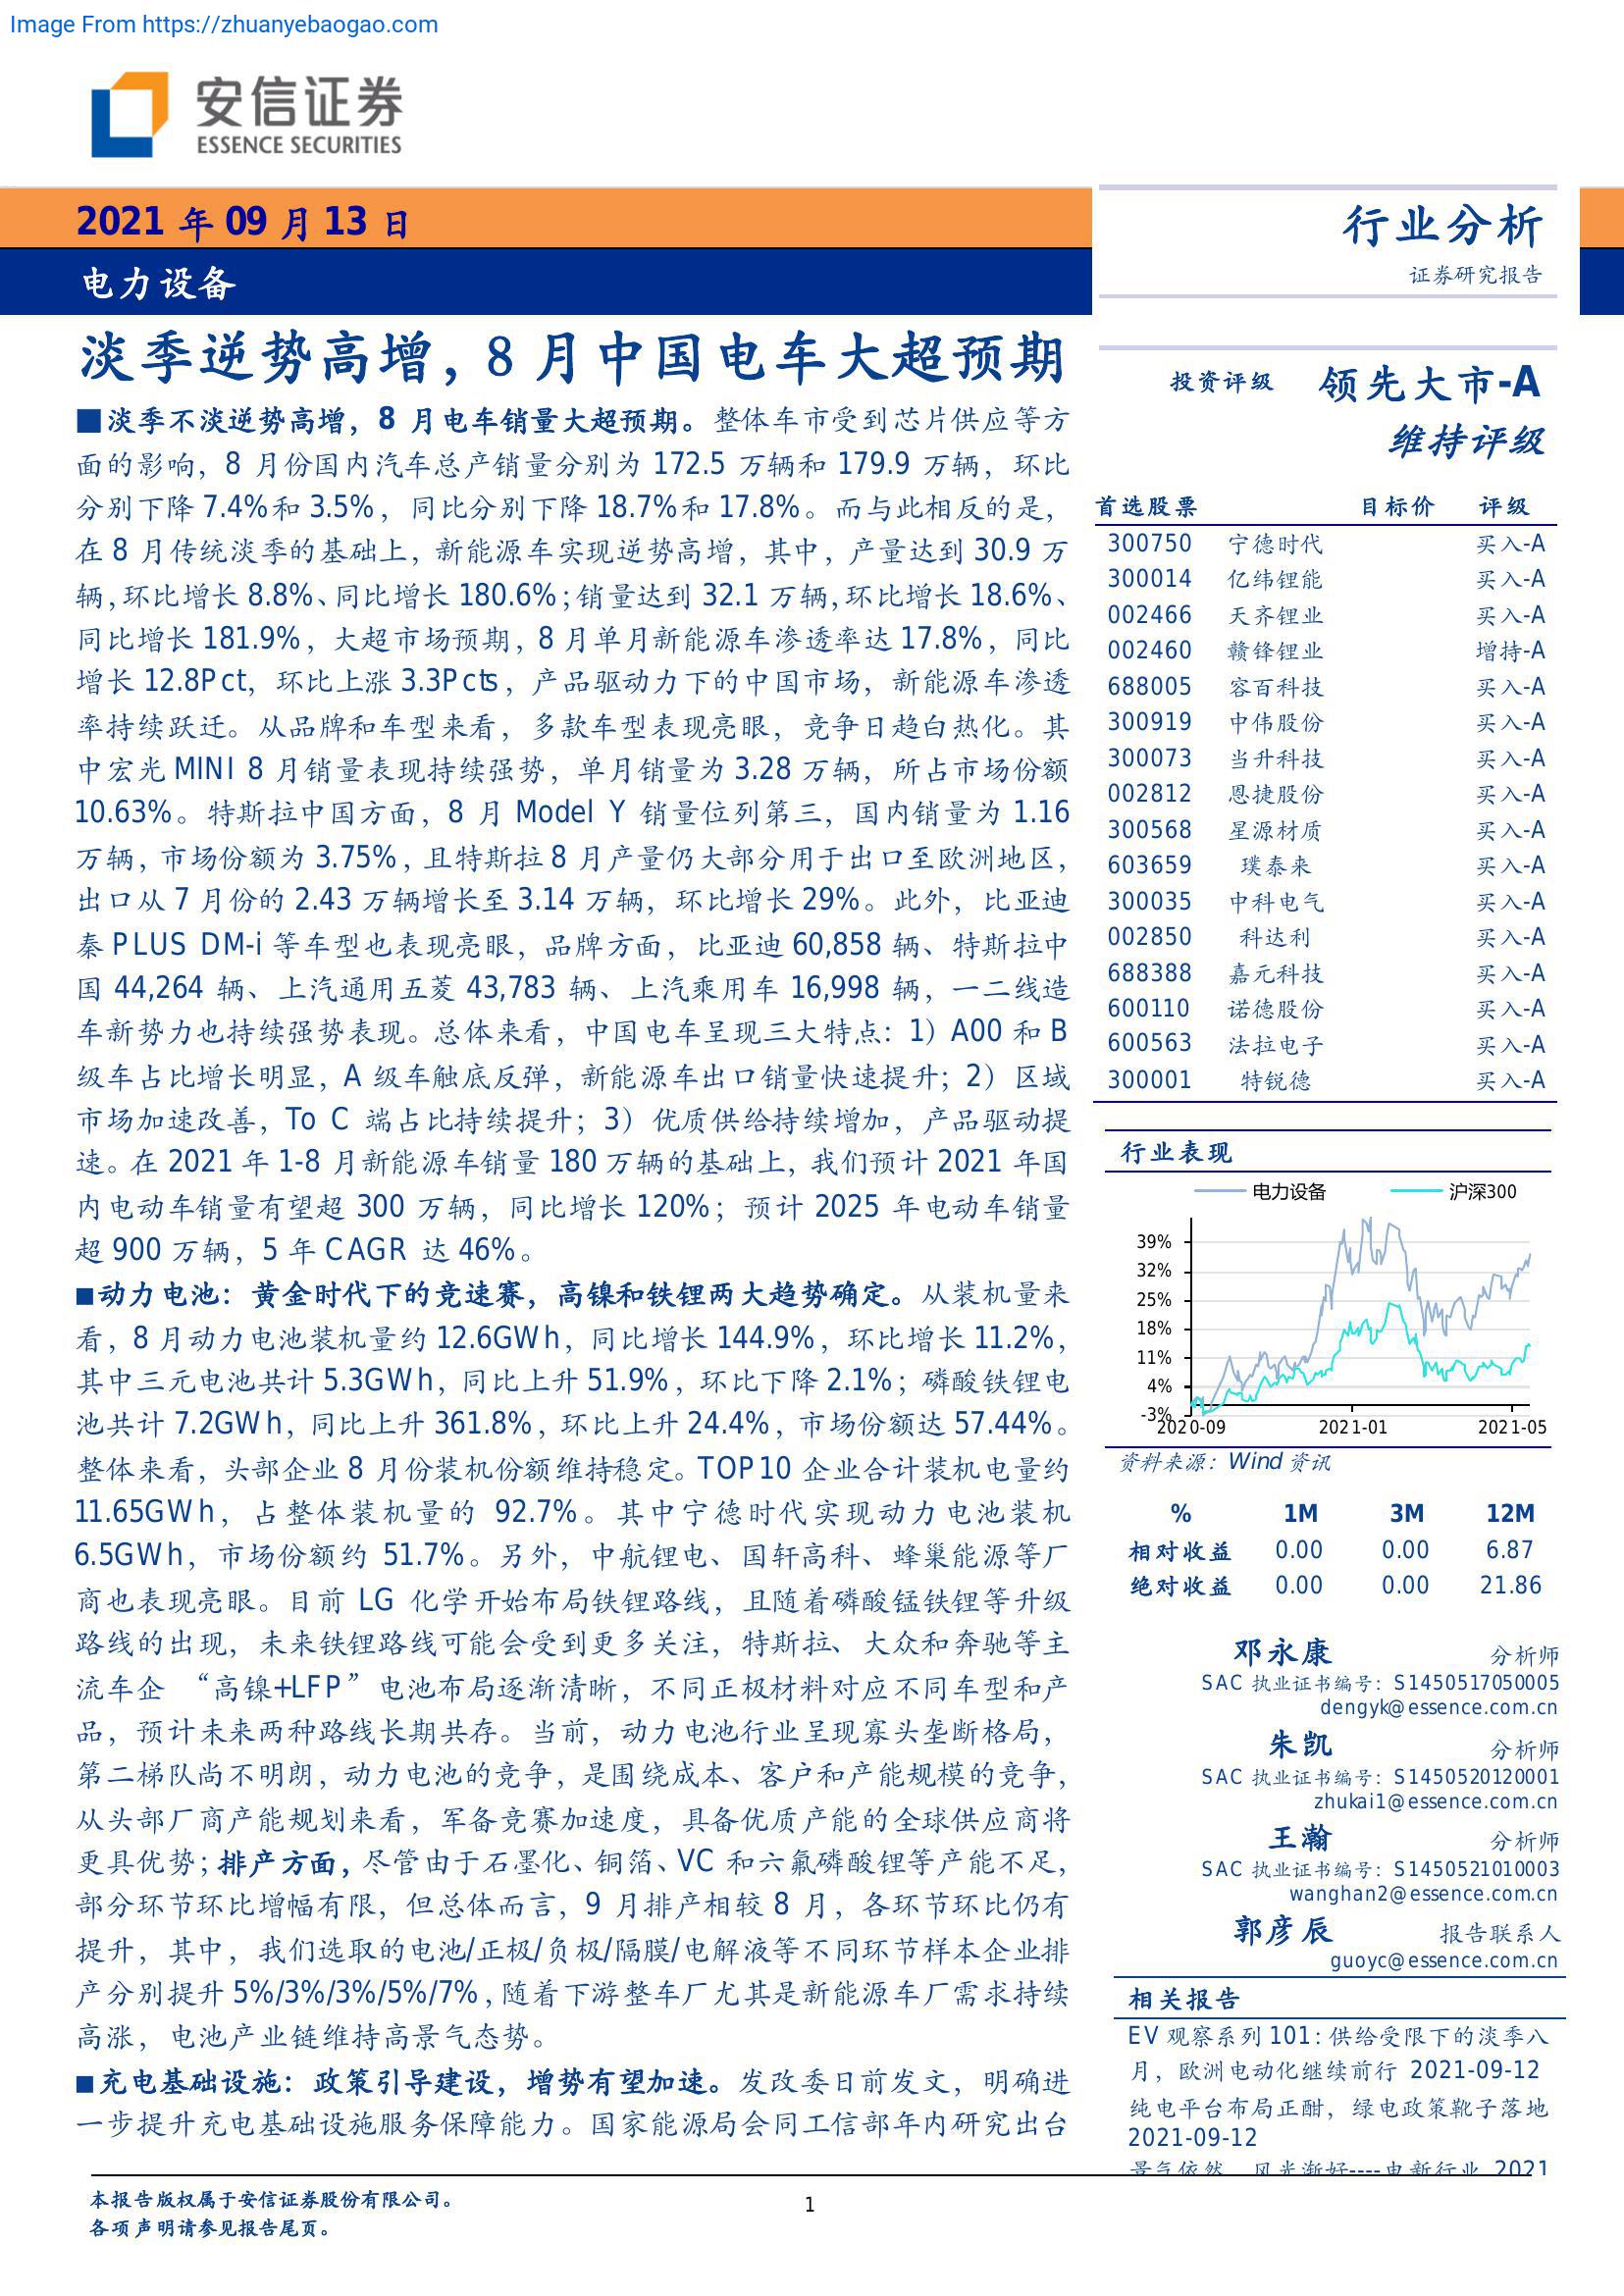 Image From https://zhuanyebaogao.com
安信证券
ESSENCE SECURITIES
2021 年 09 月 13 日
电力设备
行业分析
证券研究报告
淡季逆势高增，8 月中国电车大超预期
■淡季不淡逆势高增，8 月电车销量大超预期。整体车市受到芯片供应等方
面的影响，8 月份国内汽车总产销量分别为 172.5 万辆和 179.9 万辆，环比
分别下降 7.4%和 3.5%，同比分别下降 18.7%和 17.8%。而与此相反的是，
在 8 月传统淡季的基础上，新能源车实现逆势高增，其中，产量达到 30.9 万
辆，环比增长 8.8%、同比增长 180.6%；销量达到 32.1 万辆，环比增长 18.6%、
同比增长 181.9%，大超市场预期，8 月单月新能源车渗透率达 17.8%，同比
增长 12.8Pct，环比上涨 3.3Pcts，产品驱动力下的中国市场，新能源车渗透
率持续跃迁。从品牌和车型来看，多款车型表现亮眼，竞争日趋白热化。其
中宏光 MINI 8 月销量表现持续强势，单月销量为 3.28 万辆，所占市场份额
10.63%。特斯拉中国方面，8 月 Model Y 销量位列第三，国内销量为 1.16
万辆，市场份额为 3.75%，且特斯拉 8 月产量仍大部分用于出口至欧洲地区，
出口从 7 月份的 2.43 万辆增长至 3.14 万辆，环比增长 29%。此外，比亚迪
秦 PLUS DM-i 等车型也表现亮眼，品牌方面，比亚迪 60,858 辆、特斯拉中
国 44,264 辆、上汽通用五菱 43,783 辆、上汽乘用车 16,998 辆，一二线造
车新势力也持续强势表现。总体来看，中国电车呈现三大特点：1）A00 和 B
级车占比增长明显，A 级车触底反弹，新能源车出口销量快速提升；2）区域
市场加速改善，To C 端占比持续提升；3）优质供给持续增加，产品驱动提
速。在 2021 年 1-8 月新能源车销量 180 万辆的基础上，我们预计 2021 年国
内电动车销量有望超 300 万辆，同比增长 120%；预计 2025 年电动车销量
超 900 万辆，5 年 CAGR 达 46%。
■动力电池：黄金时代下的竞速赛，高镍和铁锂两大趋势确定。从装机量来
看，8 月动力电池装机量约 12.6GWh，同比增长 144.9%，环比增长 11.2%，
其中三元电池共计 5.3GWh，同比上升 51.9%，环比下降 2.1%；磷酸铁锂电
池共计 7.2GWh，同比上升 361.8%，环比上升 24.4%，市场份额达 57.44%。
整体来看，头部企业 8 月份装机份额维持稳定。TOP10 企业合计装机电量约
11.65GWh，占整体装机量的 92.7%。其中宁德时代实现动力电池装机
6.5GWh，市场份额约 51.7%。另外，中航锂电、国轩高科、蜂巢能源等厂
商也表现亮眼。目前 LG 化学开始布局铁锂路线，且随着磷酸锰铁锂等升级
路线的出现，未来铁锂路线可能会受到更多关注，特斯拉、大众和奔驰等主
流车企 “高镍+LFP”电池布局逐渐清晰，不同正极材料对应不同车型和产
品，预计未来两种路线长期共存。当前，动力电池行业呈现寡头垄断格局，
第二梯队尚不明朗，动力电池的竞争，是围绕成本、客户和产能规模的竞争，
从头部厂商产能规划来看，军备竞赛加速度，具备优质产能的全球供应商将
更具优势；排产方面，尽管由于石墨化、铜箔、VC 和六氟磷酸锂等产能不足，
部分环节环比增幅有限，但总体而言，9 月排产相较 8 月，各环节环比仍有
提升，其中，我们选取的电池/正极/负极/隔膜/电解液等不同环节样本企业排
产分别提升 5%/3%/3%/5%/7%，随着下游整车厂尤其是新能源车厂需求持续
高涨，电池产业链维持高景气态势。
■充电基础设施：政策引导建设，增势有望加速。发改委日前发文，明确进
一步提升充电基础设施服务保障能力。国家能源局会同工信部年内研究出台
投资评级 领先大市-A
维持评级
首选股票 目标价 评级
300750 宁德时代 买入-A
300014 亿纬锂能 买入-A
002466 天齐锂业 买入-A
002460 赣锋锂业 增持-A
688005 容百科技 买入-A
300919 中伟股份 买入-A
300073 当升科技 买入-A
002812 恩捷股份 买入-A
300568 星源材质 买入-A
603659 璞泰来 买入-A
300035 中科电气 买入-A
002850 科达利 买入-A
688388 嘉元科技 买入-A
600110 诺德股份 买入-A
600563 法拉电子 买入-A
300001 特锐德 买入-A
行业表现
电力设备 沪深300
39%
32%
25%
18%
11%
4%
-3%
2020-09 2021-01 2021-05
资料来源：Wind 资讯
% 1M 3M 12M
相对收益 0.00 0.00 6.87
绝对收益 0.00 0.00 21.86
邓永康 分析师
SAC 执业证书编号：S1450517050005
dengyk@essence.com.cn
朱凯 分析师
SAC 执业证书编号：S1450520120001
zhukai1@essence.com.cn
王瀚 分析师
SAC 执业证书编号：S1450521010003
wanghan2@essence.com.cn
郭彦辰 报告联系人
guoyc@essence.com.cn
相关报告
EV 观察系列 101：供给受限下的淡季八
月，欧洲电动化继续前行 2021-09-12
纯电平台布局正酣，绿电政策靴子落地
2021-09-12
景气依然，风光渐好----电新行业 2021
本报告版权属于安信证券股份有限公司。
各项声明请参见报告尾页。
1